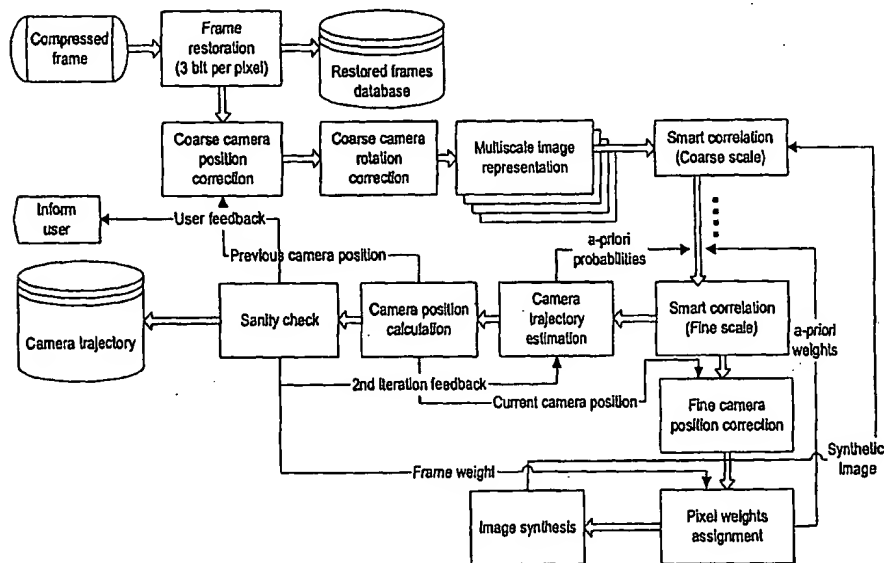 Compressed
frame
Frame
restoration
(3 bit per pixel)
Restored frames
database
Coarse camera
position
correction
Coarse camera
rotation
correction
Multiscale image
representation
Smart correlation
(Coarse scale)
Inform
user
User feedback
Previous camera position
a-priori
probabilities
Camera trajectory
Sanity check
Camera position
calculation
Camera
trajectory
estimation
Smart correlation
(Fine scale)
a-priori
weights
2nd Iteration feedback
Current camera position
Fine camera
position correction
Synthetic
Image
Frame weight
Image synthesis
Pixel weights
assignment